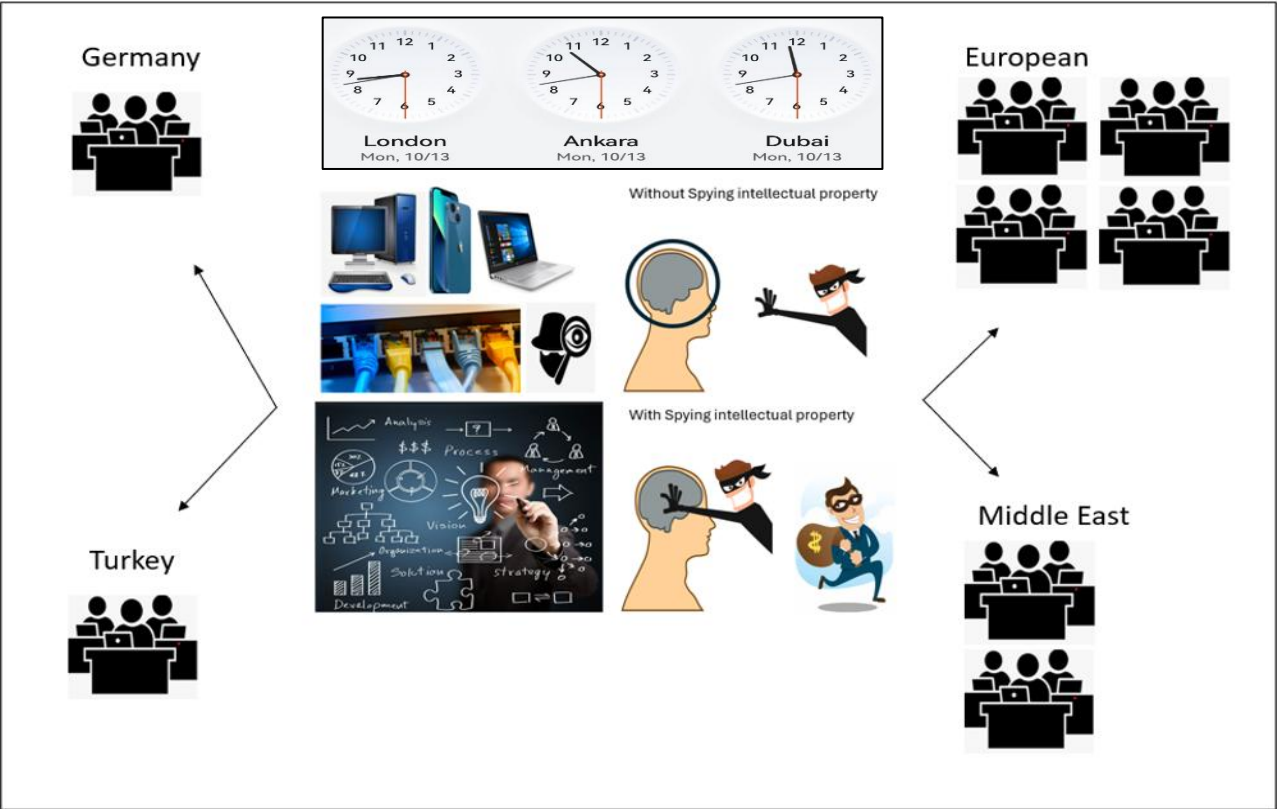 Germany
12
11 1
10 2
9 3
8 4
7 5
6
London
Mon, 10/13
12
11 1
10 2
9 3
8 4
7 5
6
Ankara
Mon, 10/13
12
11 1
10 2
9 3
8 4
7 5
6
Dubai
Mon, 10/13
European
Without Spying intellectual property
With Spying intellectual property
Analysis
?
$$$
Process
Management
Marketing
Vision
Organization
Solution
strategy
Development
$
Turkey
Middle East